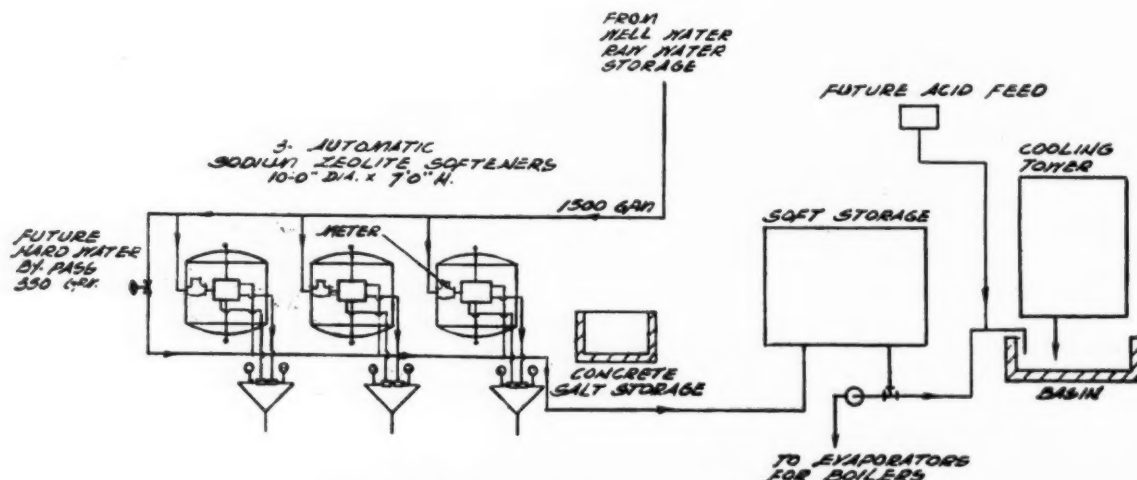 FROM
WELL WATER
RAW WATER
STORAGE
FUTURE ACID FEED
3- AUTOMATIC
SODIUM ZEOLITE SOFTENERS
10'-0" DIA. x 7'0" H.
COOLING
TOWER
1500 GPM
SOFT STORAGE
METER
FUTURE
HARD WATER
BY-PASS
350 GPM.
CONCRETE
SALT STORAGE
BASIN
TO EVAPORATORS
FOR BOILERS